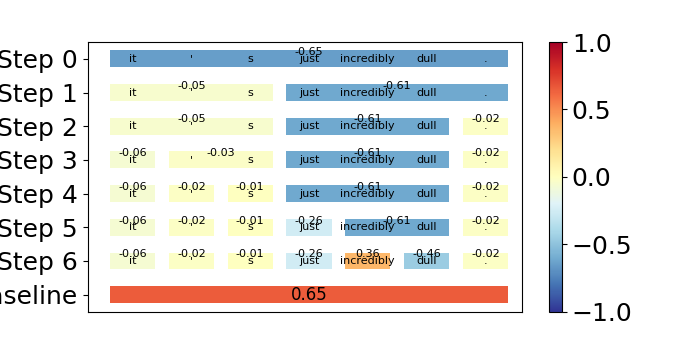 Step 0
-0.65
it ' s just incredibly dull .
Step 1
-0.05 -0.61
it ' s just incredibly dull .
Step 2
-0.05 -0.61 -0.02
it ' s just incredibly dull .
Step 3
-0.06 -0.03 -0.61 -0.02
it ' s just incredibly dull .
Step 4
-0.06 -0.02 -0.01 -0.61 -0.02
it ' s just incredibly dull .
Step 5
-0.06 -0.02 -0.01 -0.26 -0.61 -0.02
it ' s just incredibly dull .
Step 6
-0.06 -0.02 -0.01 -0.26 0.36 -0.46 -0.02
it ' s just incredibly dull .
aseline 0.65
1.0
0.5
0.0
−0.5
−1.0